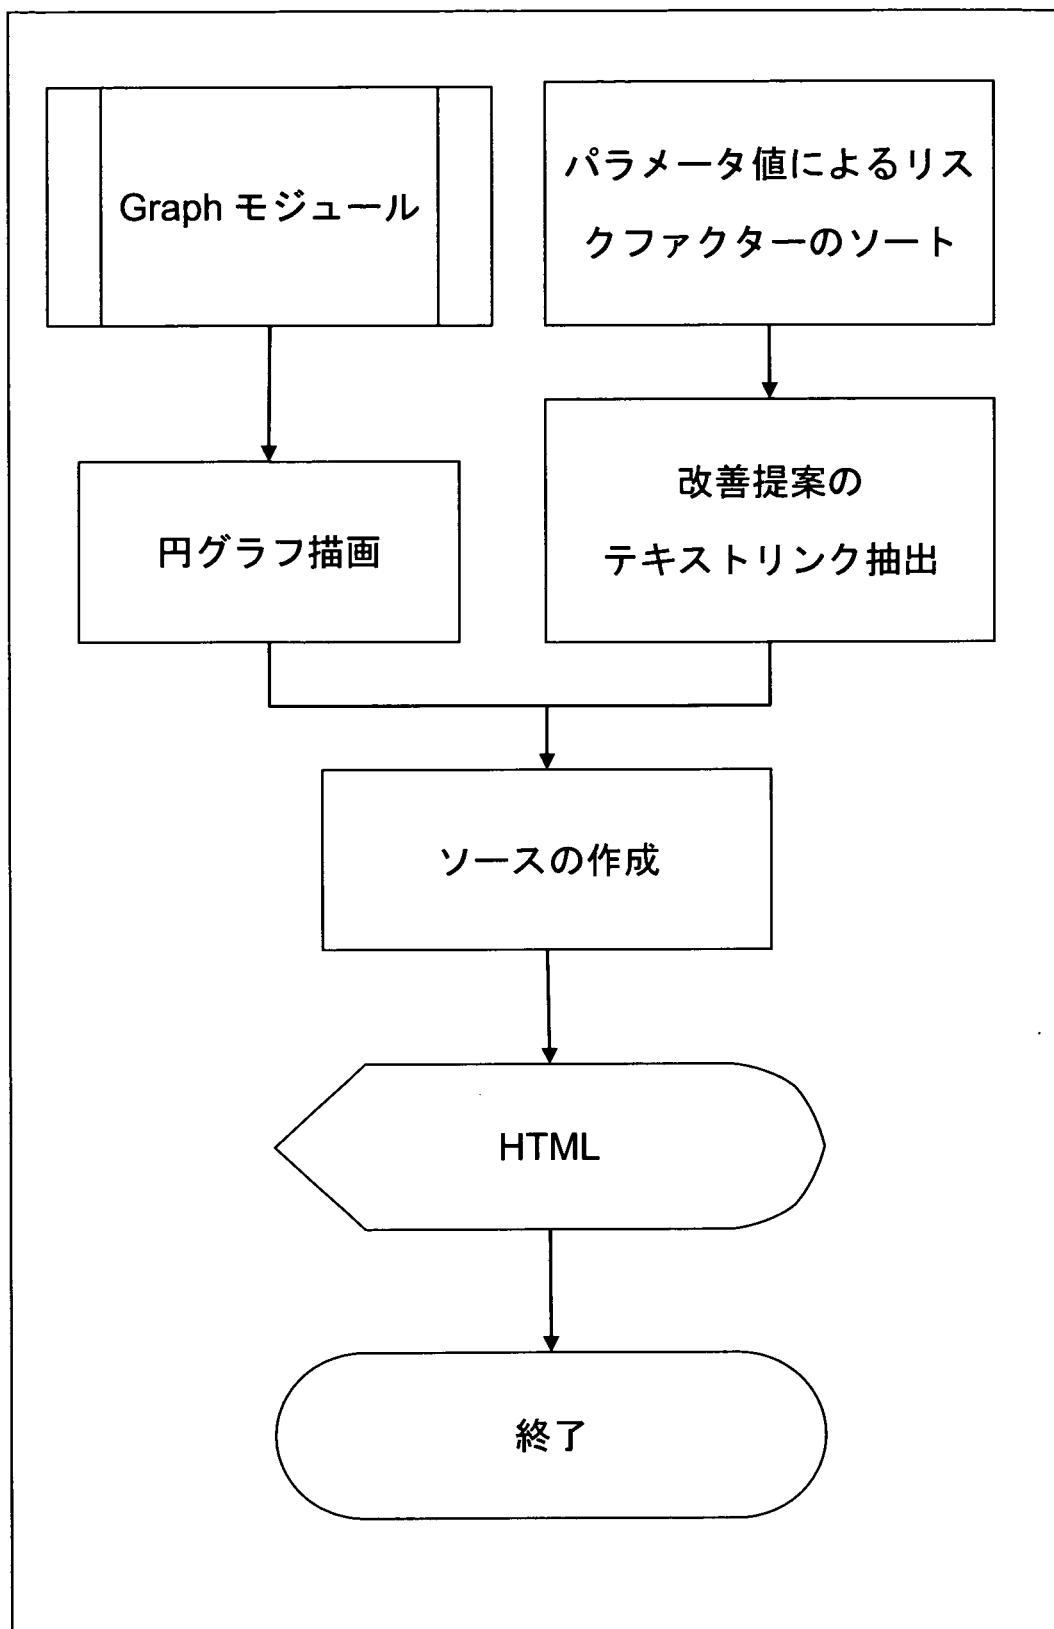 Graph モジュール
パラメータ値によるリス
クファクターのソート
円グラフ描画
改善提案の
テキストリンク抽出
ソースの作成
HTML
終了